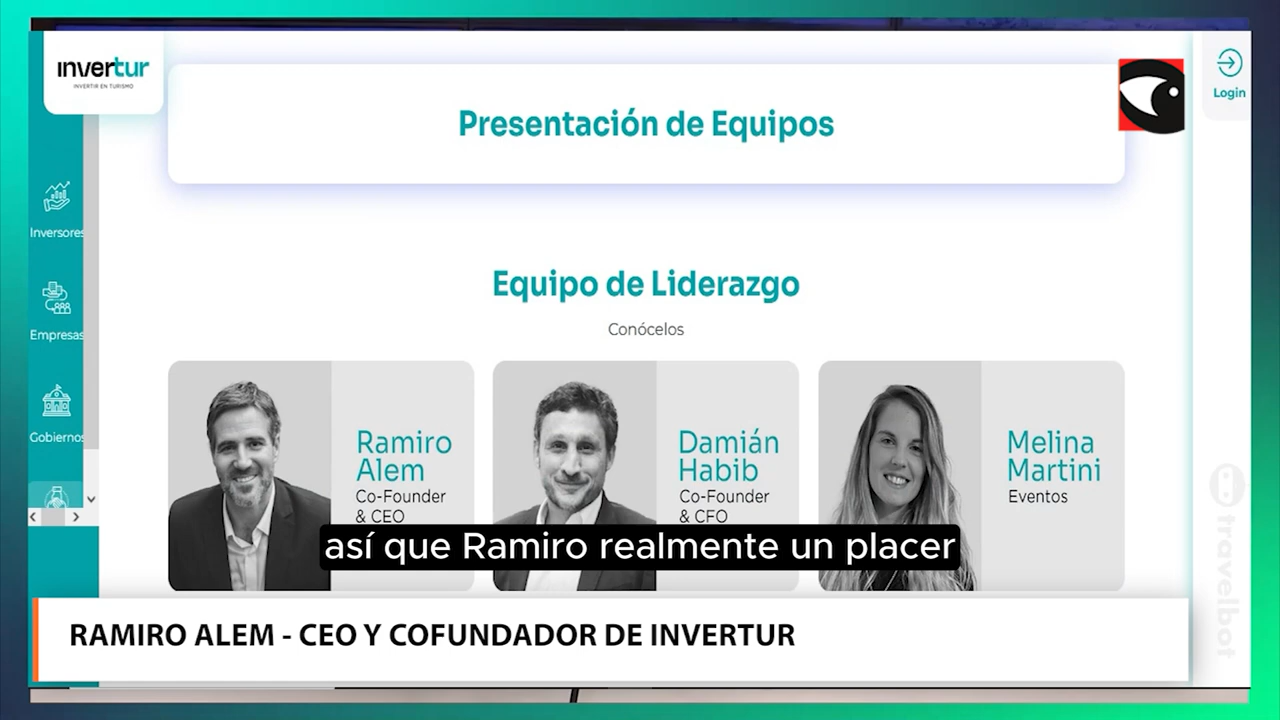 invertur
INVERTIR EN TURISMO
Login
Presentación de Equipos
Inversores
Empresas
Gobiernos
Equipo de Liderazgo
Conócelos
Ramiro
Alem
Co-Founder
& CEO
Damián
Habib
Co-Founder
& CFO
Melina
Martini
Eventos
así que Ramiro realmente un placer
RAMIRO ALEM - CEO Y COFUNDADOR DE INVERTUR
travelbot